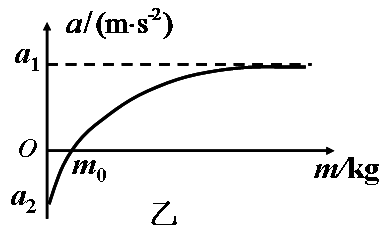 a/(m·s⁻²)
a₁
O
m₀
m/kg
a₂
乙